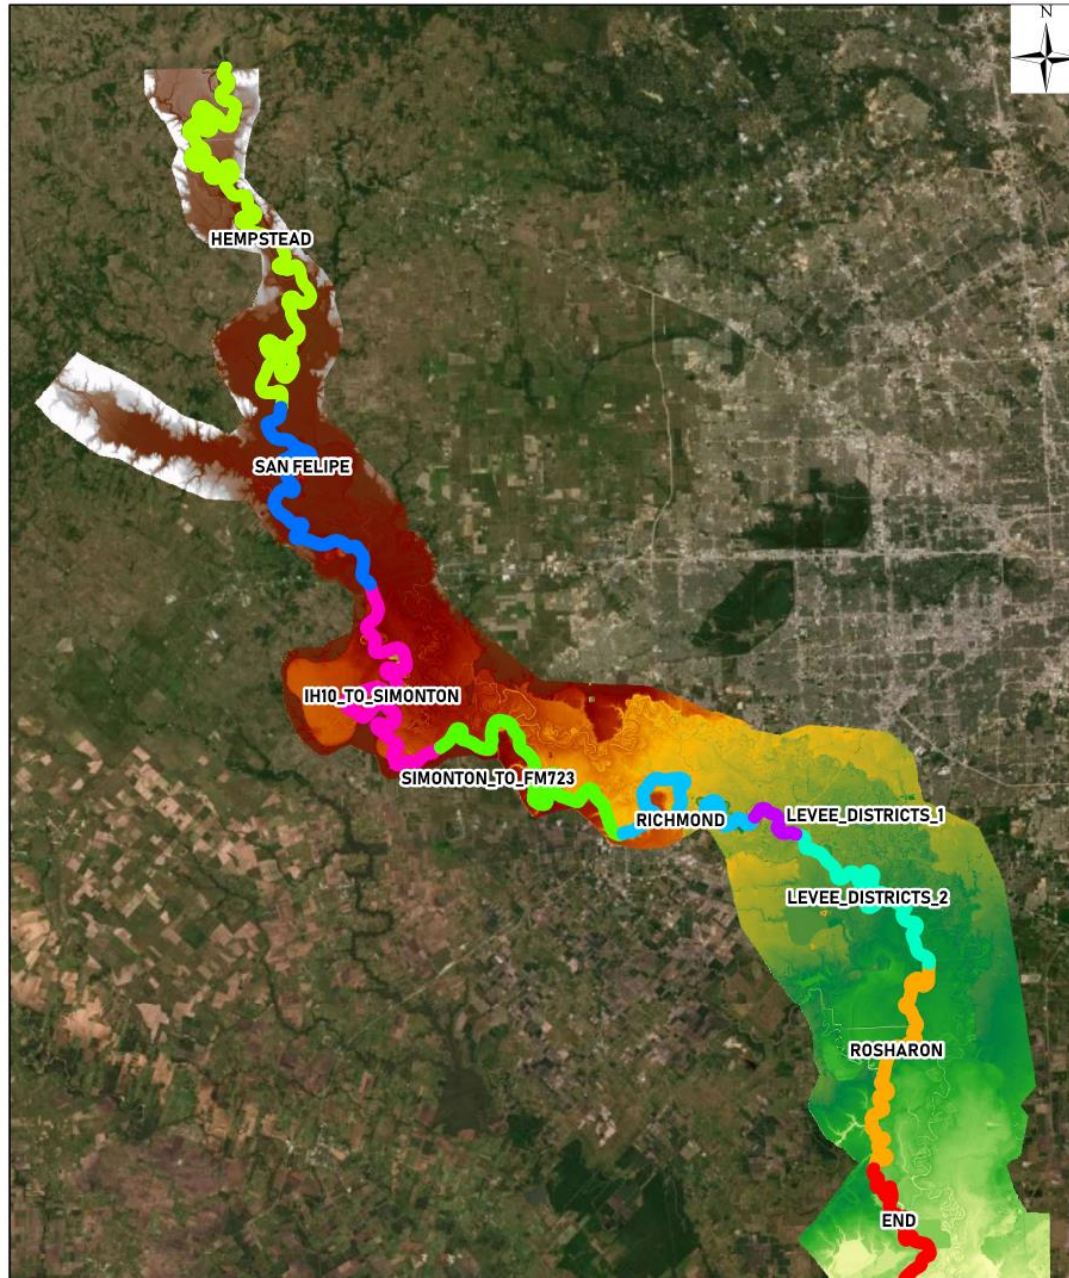 N
HEMPSTEAD
SAN FELIPE
IH10_TO_SIMONTON
SIMONTON_TO_FM723
RICHMOND
LEVEE_DISTRICTS_1
LEVEE_DISTRICTS_2
ROSHARON
END